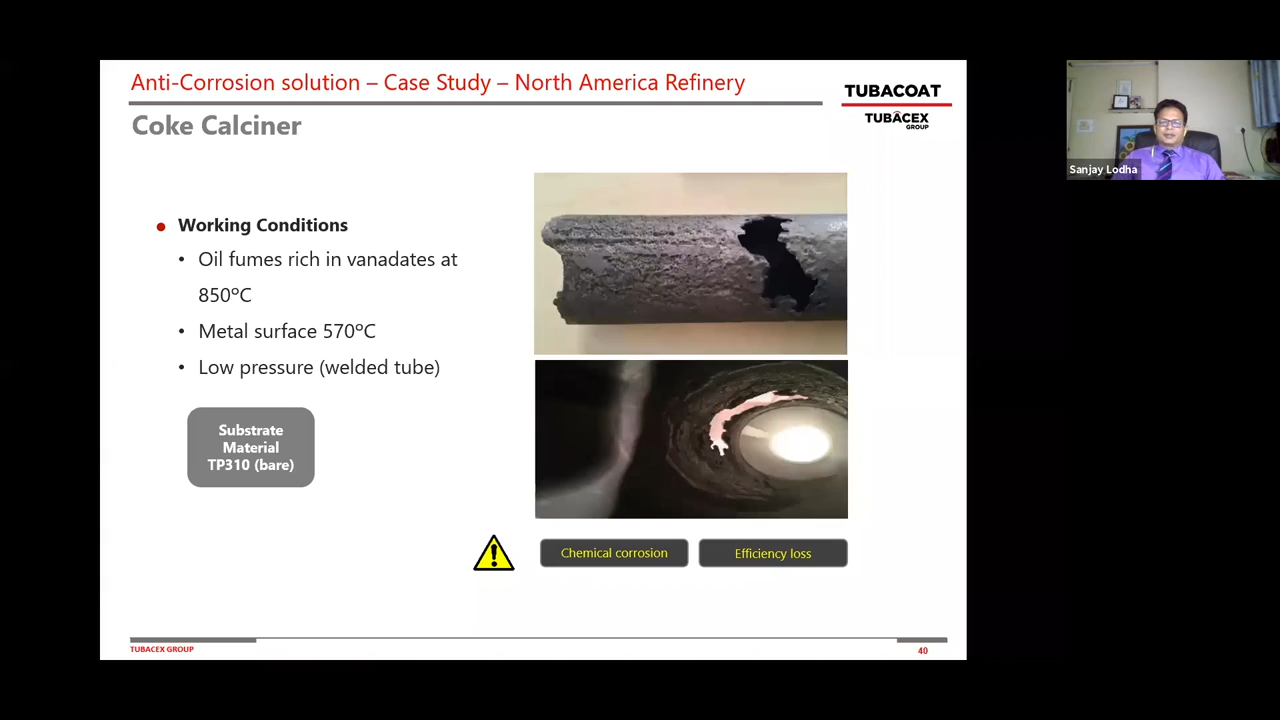 Anti-Corrosion solution – Case Study – North America Refinery
TUBACOAT
TUBACEX
GROUP
Coke Calciner
Sanjay Lodha
Working Conditions
Oil fumes rich in vanadates at
850ºC
Metal surface 570ºC
Low pressure (welded tube)
Substrate
Material
TP310 (bare)
Chemical corrosion
Efficiency loss
TUBACEX GROUP
40